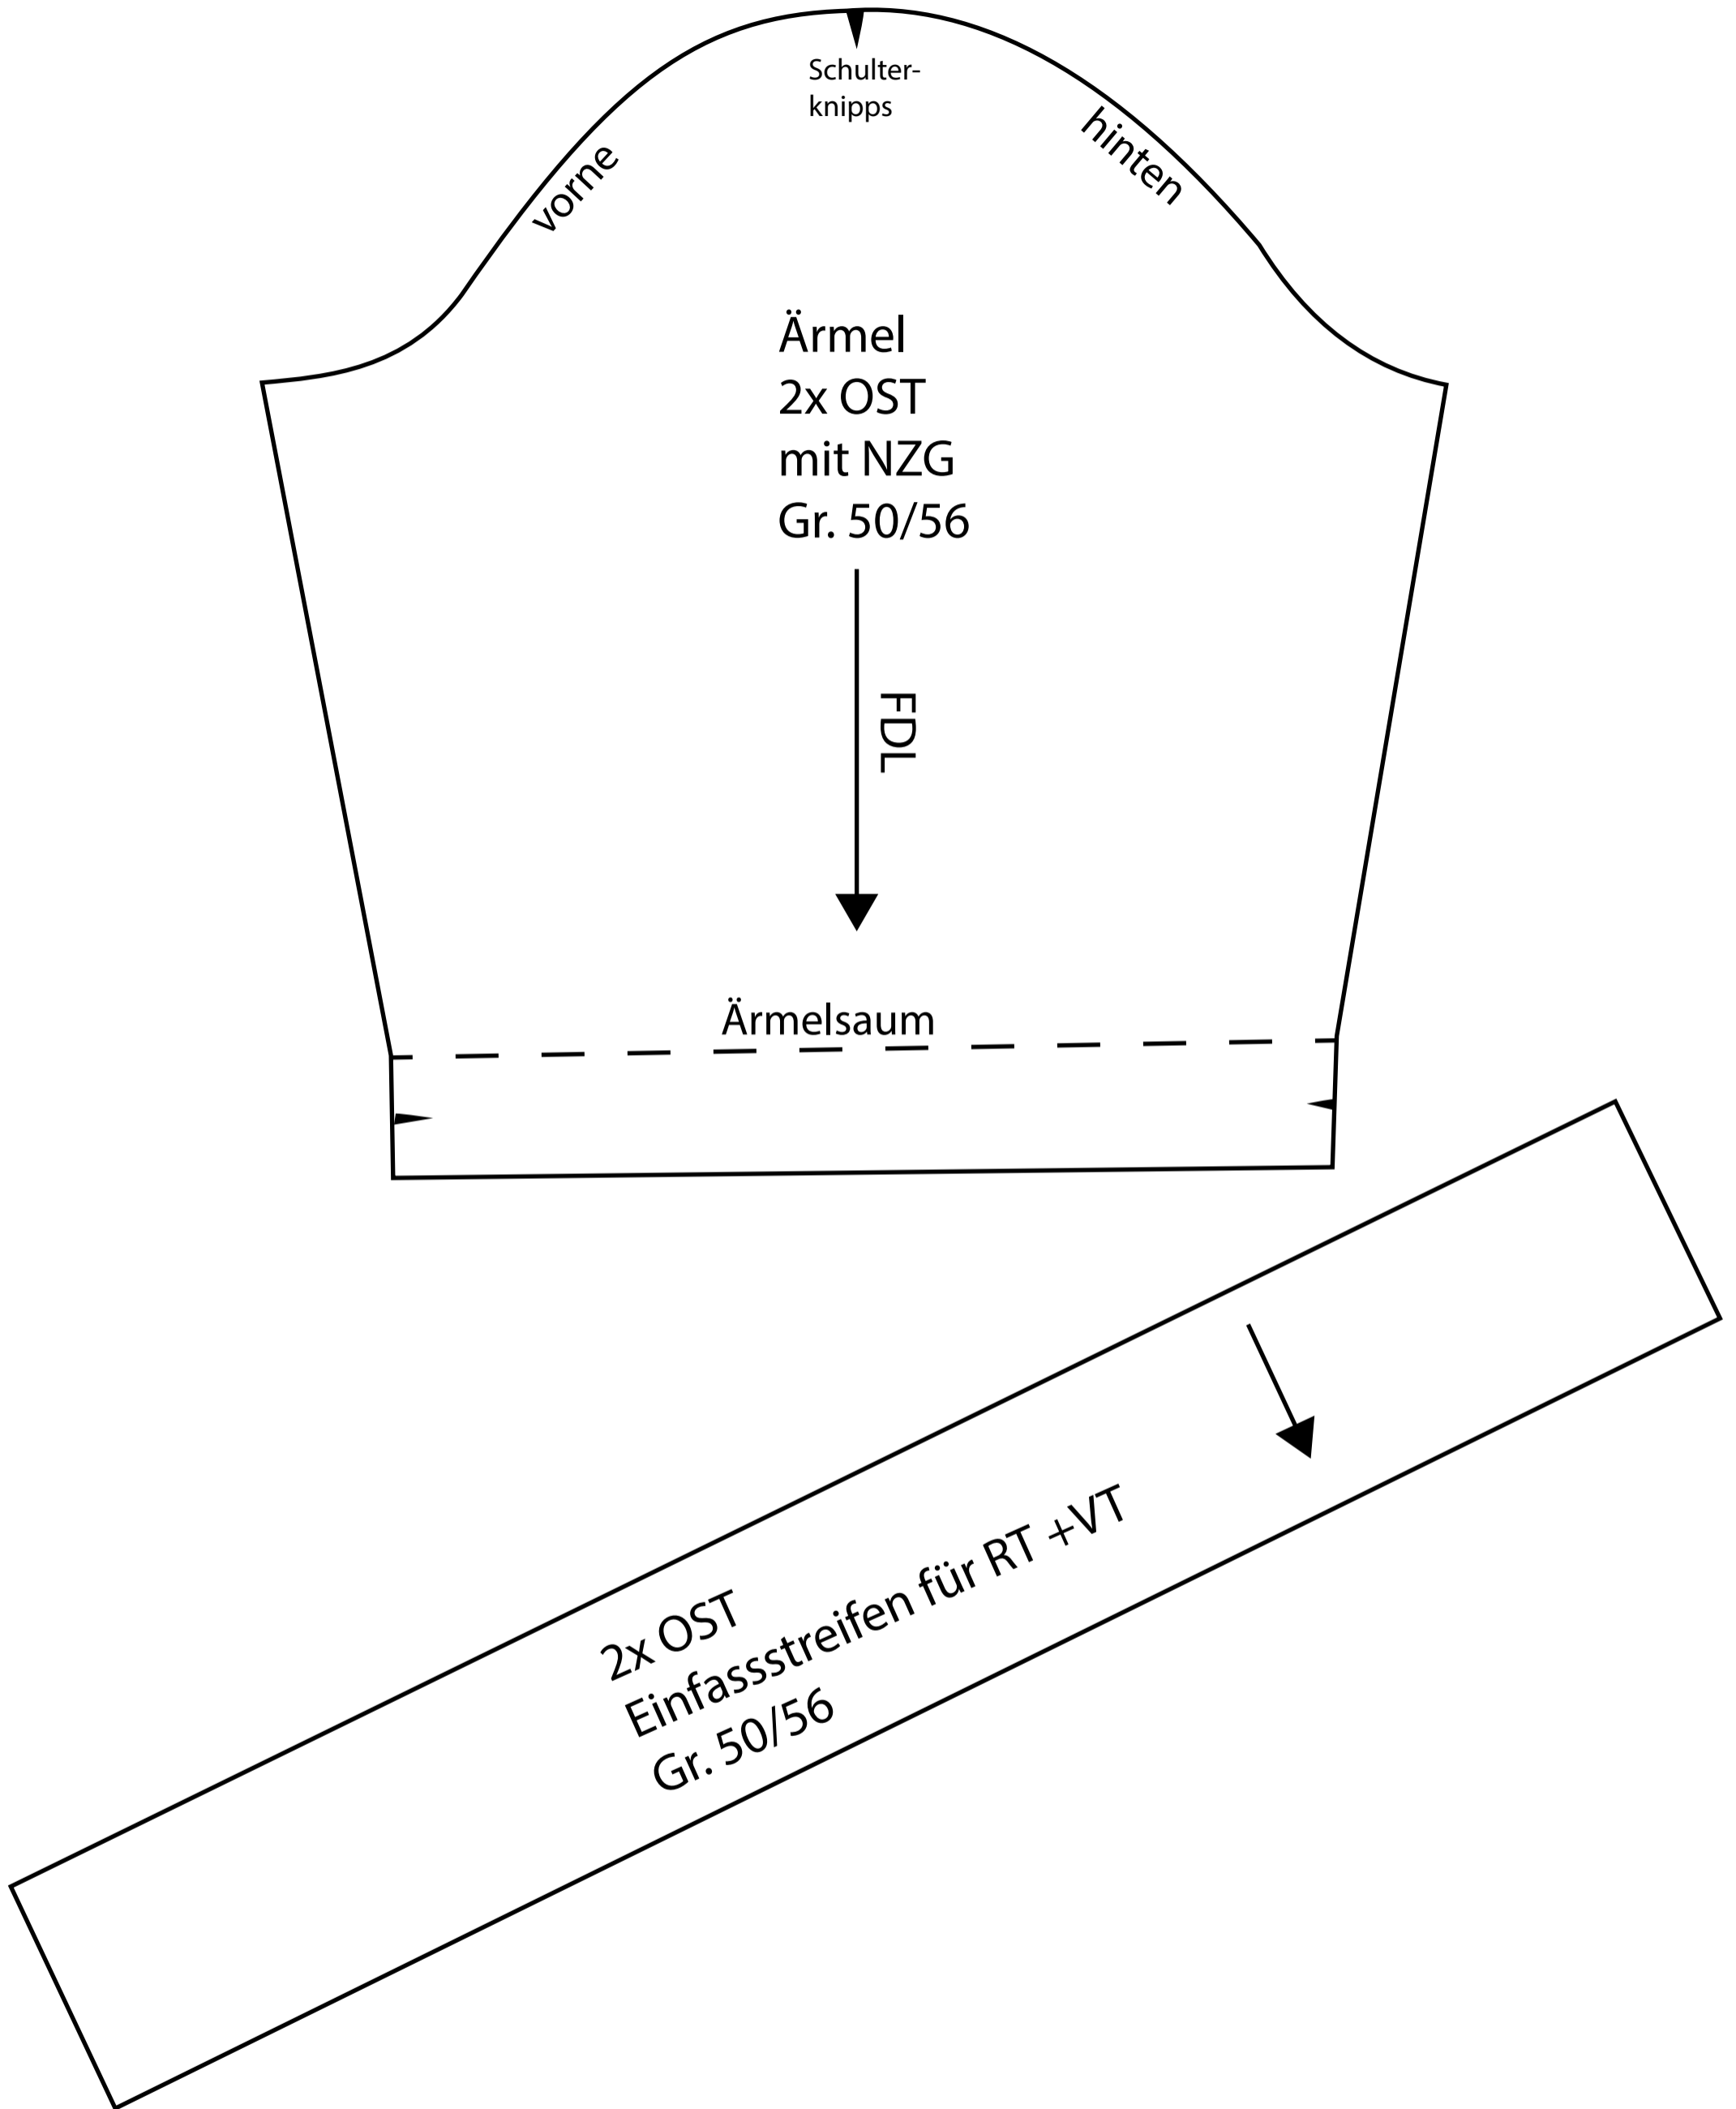 Schulter-
knipps
vorne
hinten
Ärmel
2x OST
mit NZG
Gr. 50/56
FDL
Ärmelsaum
2x OST
Einfassstreifen für RT +VT
Gr. 50/56